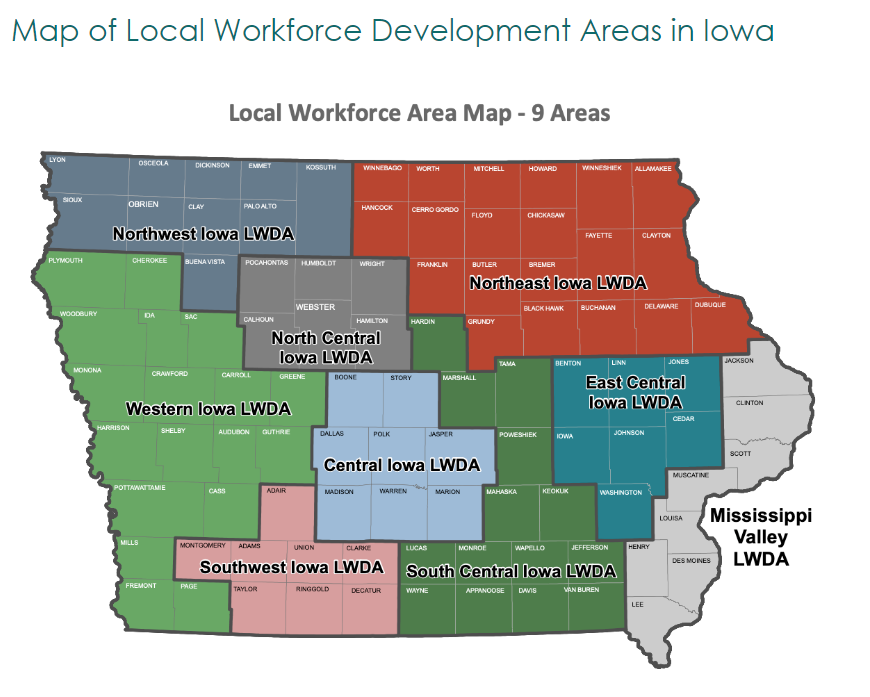 Map of Local Workforce Development Areas in Iowa
Local Workforce Area Map - 9 Areas
LYON
OSCEOLA
DICKINSON
EMMET
KOSSUTH
WINNEBAGO
WORTH
MITCHELL
HOWARD
WINNESHIEK
ALLAMAKEE
SIOUX
OBRIEN
CLAY
PALO ALTO
HANCOCK
CERRO GORDO
FLOYD
CHICKASAW
Northwest Iowa LWDA
FAYETTE
CLAYTON
PLYMOUTH
CHEROKEE
BUENA VISTA
POCAHONTAS
HUMBOLDT
WRIGHT
FRANKLIN
BUTLER
BREMER
Northeast Iowa LWDA
WOODBURY
IDA
SAC
CALHOUN
WEBSTER
HAMILTON
HARDIN
GRUNDY
BLACK HAWK
BUCHANAN
DELAWARE
DUBUQUE
North Central
Iowa LWDA
MONONA
CRAWFORD
CARROLL
GREENE
BOONE
STORY
MARSHALL
TAMA
BENTON
LINN
JONES
JACKSON
East Central
Iowa LWDA
CLINTON
CEDAR
Western Iowa LWDA
HARRISON
SHELBY
AUDUBON
GUTHRIE
DALLAS
POLK
JASPER
POWESHIEK
IOWA
JOHNSON
SCOTT
Central Iowa LWDA
MUSCATINE
POTTAWATTAMIE
CASS
ADAIR
MADISON
WARREN
MARION
MAHASKA
KEOKUK
WASHINGTON
LOUISA
Mississippi
Valley
LWDA
MILLS
MONTGOMERY
ADAMS
UNION
CLARKE
LUCAS
MONROE
WAPELLO
JEFFERSON
HENRY
DES MOINES
Southwest Iowa LWDA
South Central Iowa LWDA
FREMONT
PAGE
TAYLOR
RINGGOLD
DECATUR
WAYNE
APPANOOSE
DAVIS
VAN BUREN
LEE